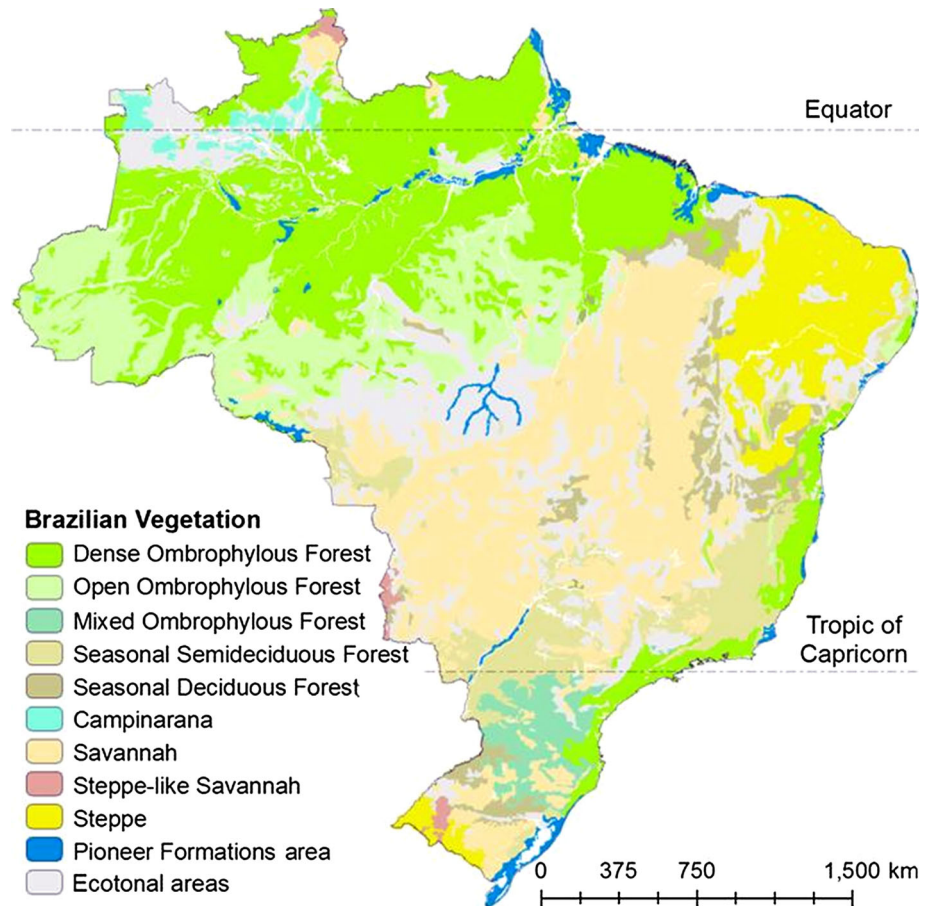 Equator
Brazilian Vegetation
Dense Ombrophylous Forest
Open Ombrophylous Forest
Mixed Ombrophylous Forest
Seasonal Semideciduous Forest
Seasonal Deciduous Forest
Campinarana
Savannah
Steppe-like Savannah
Steppe
Pioneer Formations area
Ecotonal areas
Tropic of
Capricorn
0 375 750 1,500 km